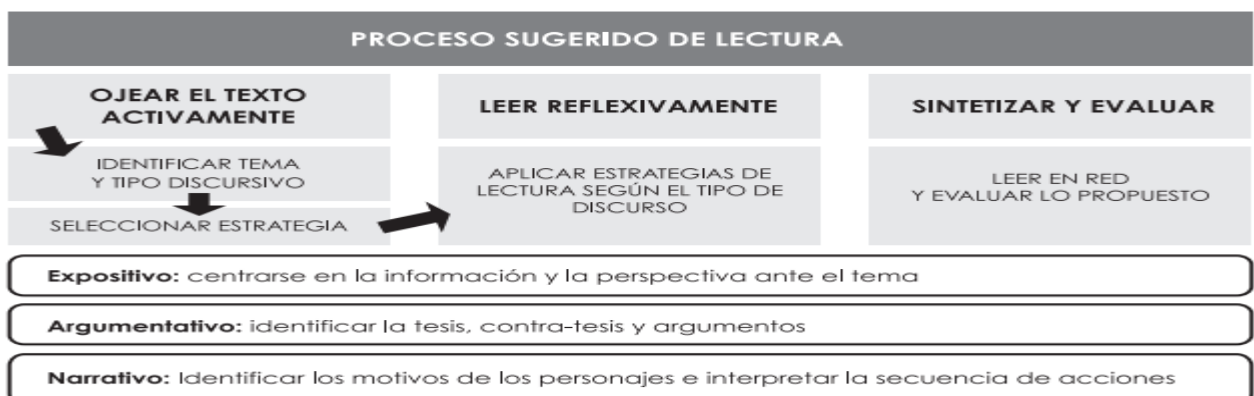 PROCESO SUGERIDO DE LECTURA
OJEAR EL TEXTO
ACTIVAMENTE
IDENTIFICAR TEMA
Y TIPO DISCURSIVO
SELECCIONAR ESTRATEGIA
LEER REFLEXIVAMENTE
APLICAR ESTRATEGIAS DE
LECTURA SEGÚN EL TIPO DE
DISCURSO
SINTETIZAR Y EVALUAR
LEER EN RED
Y EVALUAR LO PROPUESTO
Expositivo: centrarse en la información y la perspectiva ante el tema
Argumentativo: identificar la tesis, contra-tesis y argumentos
Narrativo: Identificar los motivos de los personajes e interpretar la secuencia de acciones